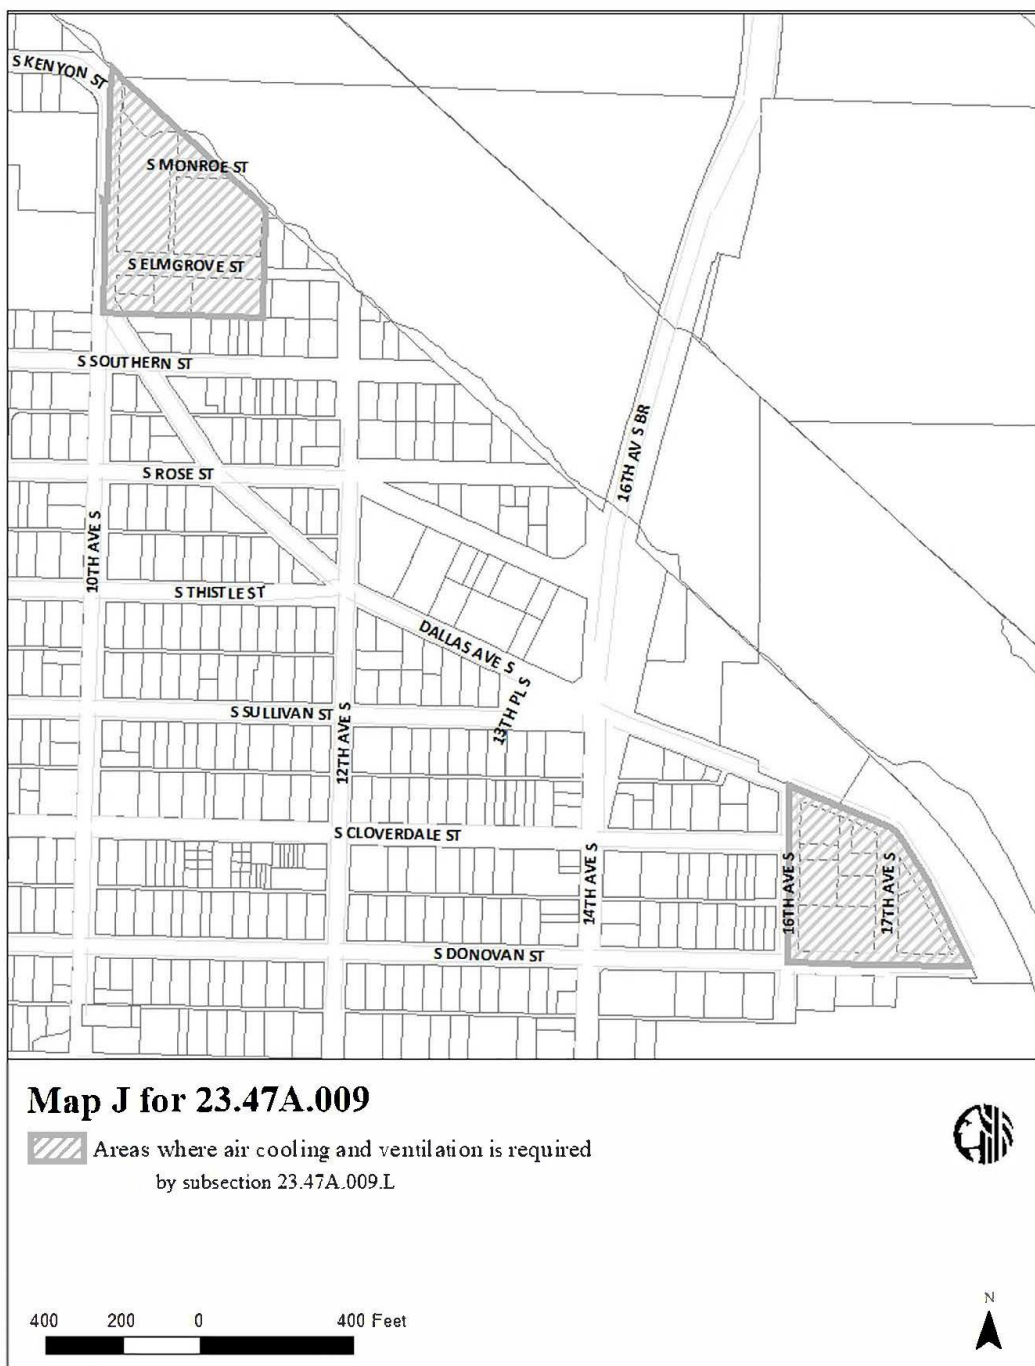 S KENYON ST
S MONROE ST
S ELMGROVE ST
S SOUTHERN ST
16TH AV S BR
S ROSE ST
10TH AVE S
S THISTLE ST
DALLAS AVE S
13TH PL S
S SULLIVAN ST
12TH AVE S
S CLOVERDALE ST
14TH AVE S
16TH AVE S
17TH AVE S
S DONOVAN ST
Map J for 23.47A.009
Areas where air cooling and ventilation is required
by subsection 23.47A.009.L
400 200 0 400 Feet
N